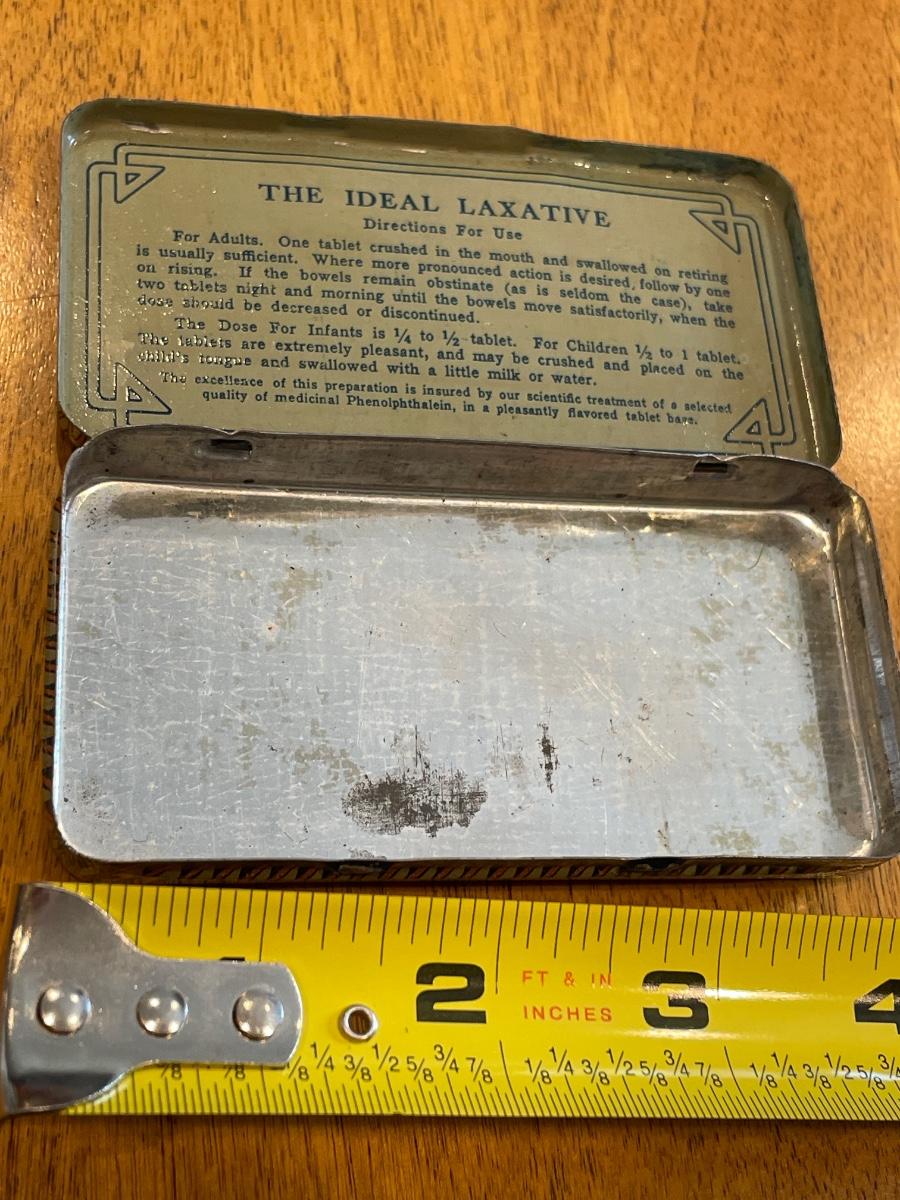 THE IDEAL LAXATIVE
Directions For Use
For Adults. One tablet crushed in the mouth and swallowed on retiring
is usually sufficient. Where more pronounced action is desired, follow by one
on rising. If the bowels remain obstinate (as is seldom the case), take
two tablets night and morning until the bowels move satisfactorily, when the
dose should be decreased or discontinued.
The Dose For Infants is 1/4 to 1/2 tablet. For Children 1/2 to 1 tablet.
The tablets are extremely pleasant, and may be crushed and placed on the
child's tongue and swallowed with a little milk or water.
The excellence of this preparation is insured by our scientific treatment of a selected
quality of medicinal Phenolphthalein, in a pleasantly flavored tablet base.
2 FT & IN 3 4
INCHES
1/8 1/4 3/8 1/2 5/8 3/4 7/8 1/8 1/4 3/8 1/2 5/8 3/4 7/8 1/8 1/4 3/8 1/2 5/8 3/4